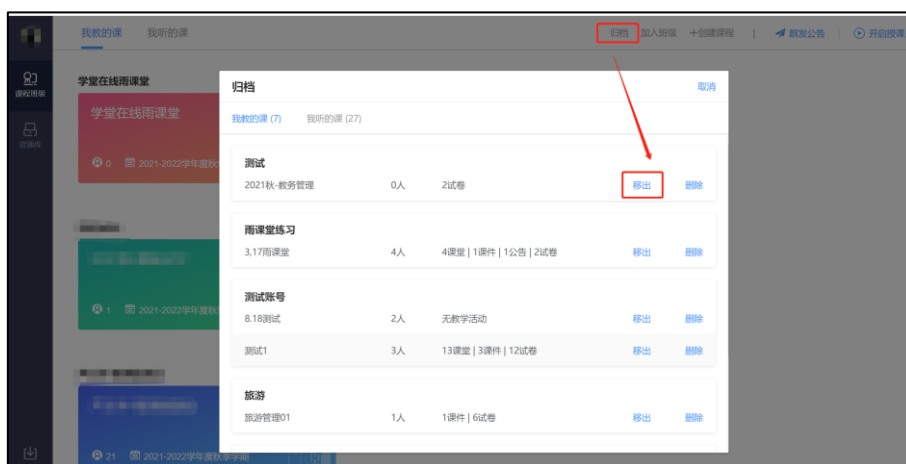 我教的课 我听的课 归档 加入班级 +创建课程 | 群发公告 | 开启授课
课程班级
学堂在线雨课堂
学堂在线雨课堂
0 2021-2022学年度秋
1 2021-2022学年度秋
21 2021-2022学年度秋季学期
归档 取消
我教的课 (7) 我听的课 (27)
测试
2021秋-教务管理 0人 2试卷 移出 删除
雨课堂练习
3,17雨课堂 4人 4课堂 | 1课件 | 1公告 | 2试卷 移出 删除
测试账号
8.18测试 2人 无教学活动 移出 删除
测试1 3人 13课堂 | 3课件 | 12试卷 移出 删除
旅游
旅游管理01 1人 1课件 | 6试卷 移出 删除